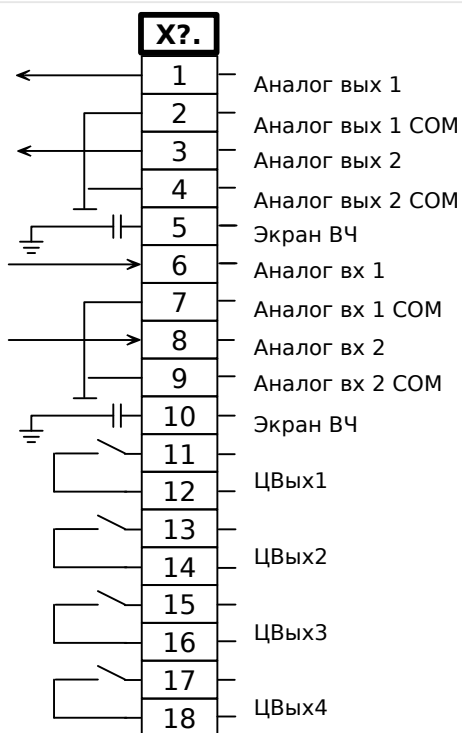 X?.
1 Аналог вых 1
2 Аналог вых 1 COM
3 Аналог вых 2
4 Аналог вых 2 COM
5 Экран ВЧ
6 Аналог вх 1
7 Аналог вх 1 COM
8 Аналог вх 2
9 Аналог вх 2 COM
10 Экран ВЧ
11
ЦВых1
12
13
ЦВых2
14
15
ЦВых3
16
17
ЦВых4
18